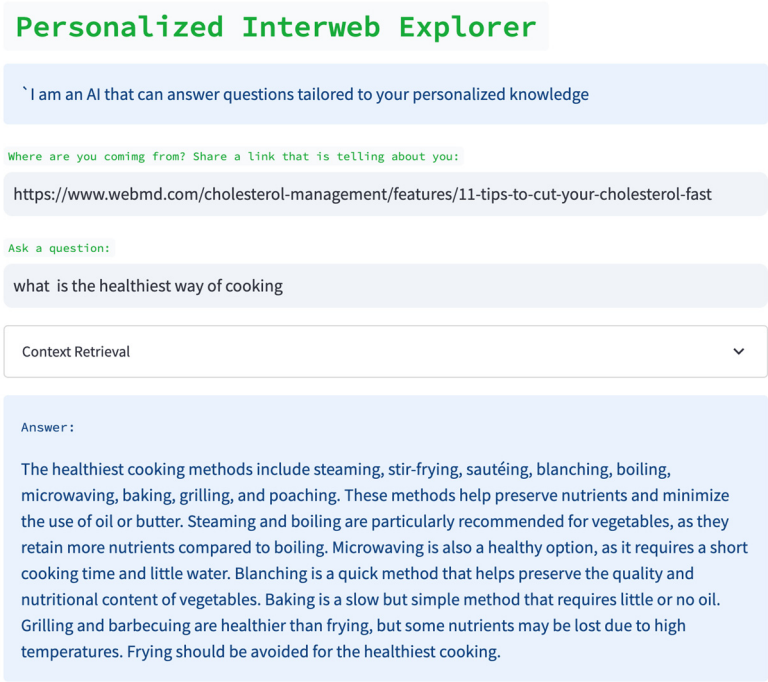 Personalized Interweb Explorer
`I am an AI that can answer questions tailored to your personalized knowledge
Where are you comimg from? Share a link that is telling about you:
https://www.webmd.com/cholesterol-management/features/11-tips-to-cut-your-cholesterol-fast
Ask a question:
what  is the healthiest way of cooking
Context Retrieval
Answer:
The healthiest cooking methods include steaming, stir-frying, sautéing, blanching, boiling,
microwaving, baking, grilling, and poaching. These methods help preserve nutrients and minimize
the use of oil or butter. Steaming and boiling are particularly recommended for vegetables, as they
retain more nutrients compared to boiling. Microwaving is also a healthy option, as it requires a short
cooking time and little water. Blanching is a quick method that helps preserve the quality and
nutritional content of vegetables. Baking is a slow but simple method that requires little or no oil.
Grilling and barbecuing are healthier than frying, but some nutrients may be lost due to high
temperatures. Frying should be avoided for the healthiest cooking.